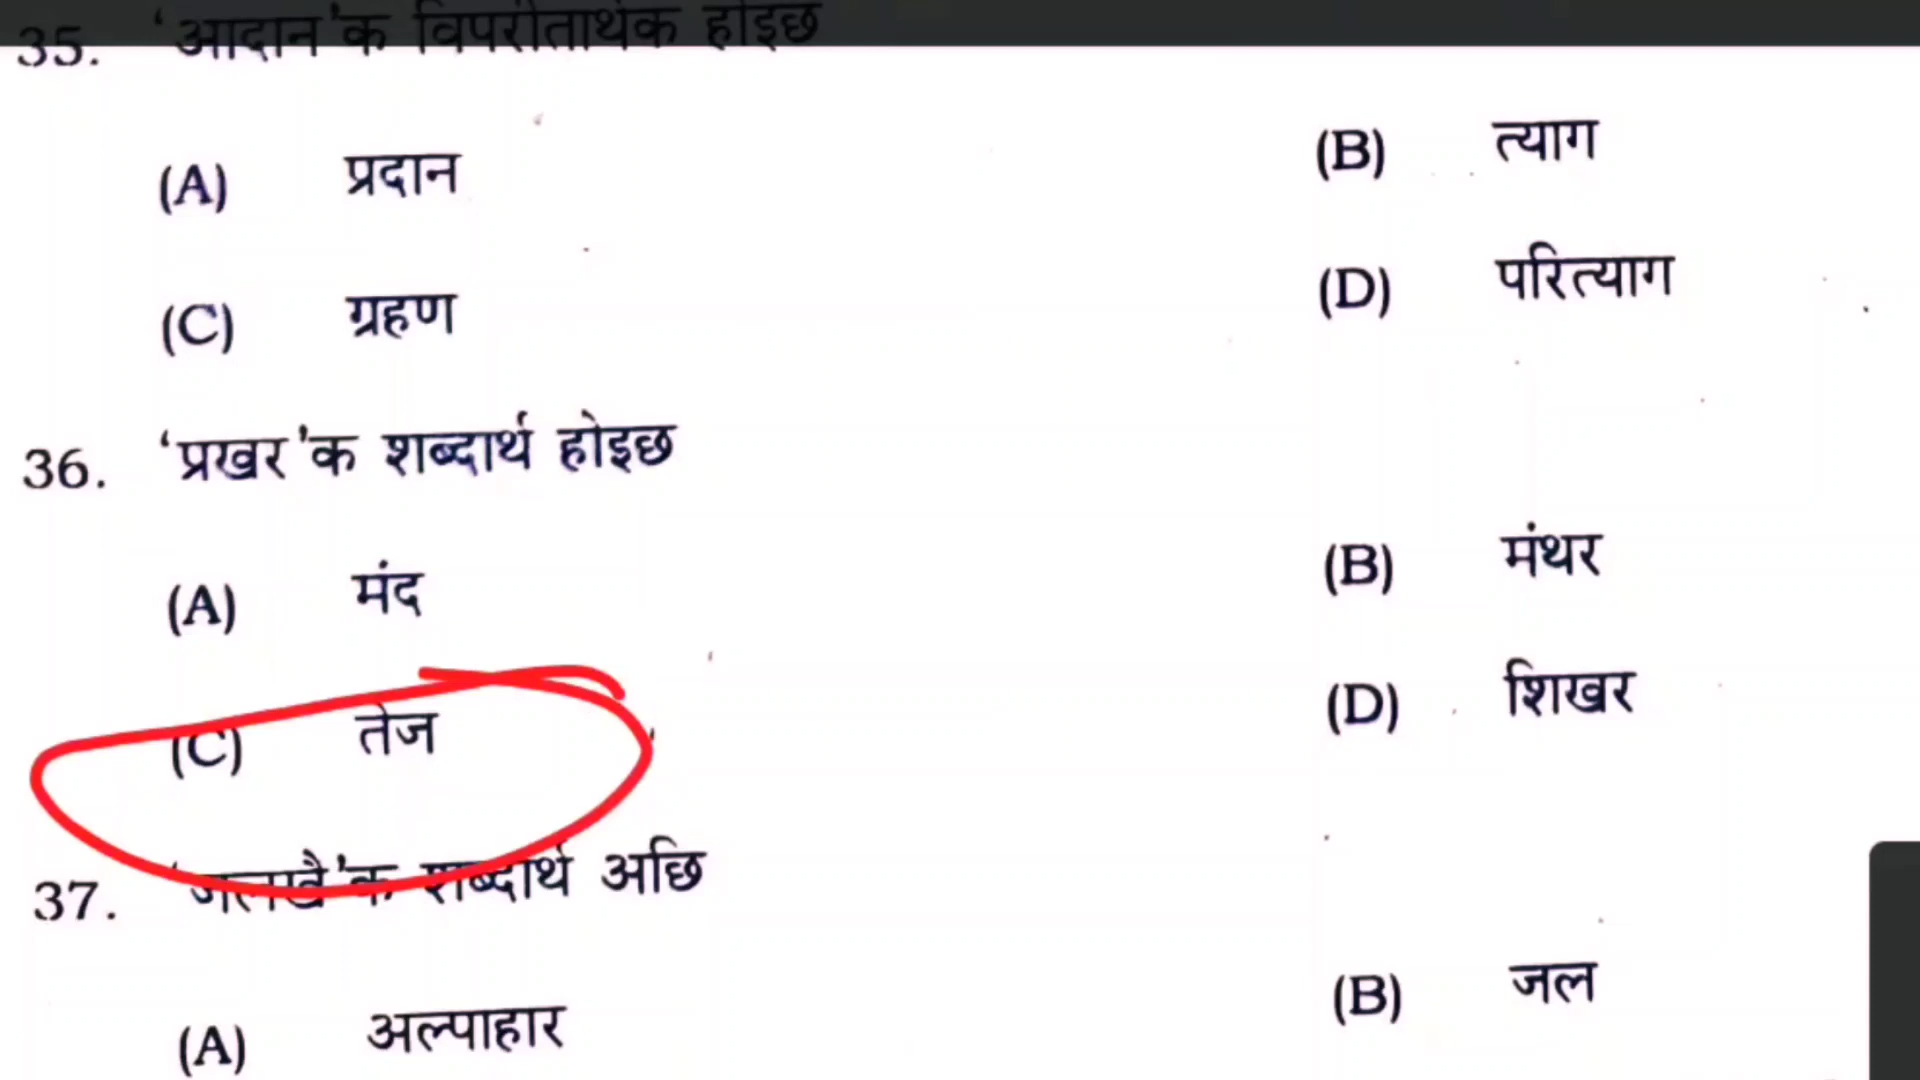 35. 'आदान'क विपरीतार्थक होइछ
(A) प्रदान (B) त्याग
(C) ग्रहण (D) परित्याग
36. 'प्रखर'क शब्दार्थ होइछ
(A) मंद (B) मंथर
(C) तेज (D) शिखर
37. 'जलखै'क शब्दार्थ अछि
(A) अल्पाहार (B) जल